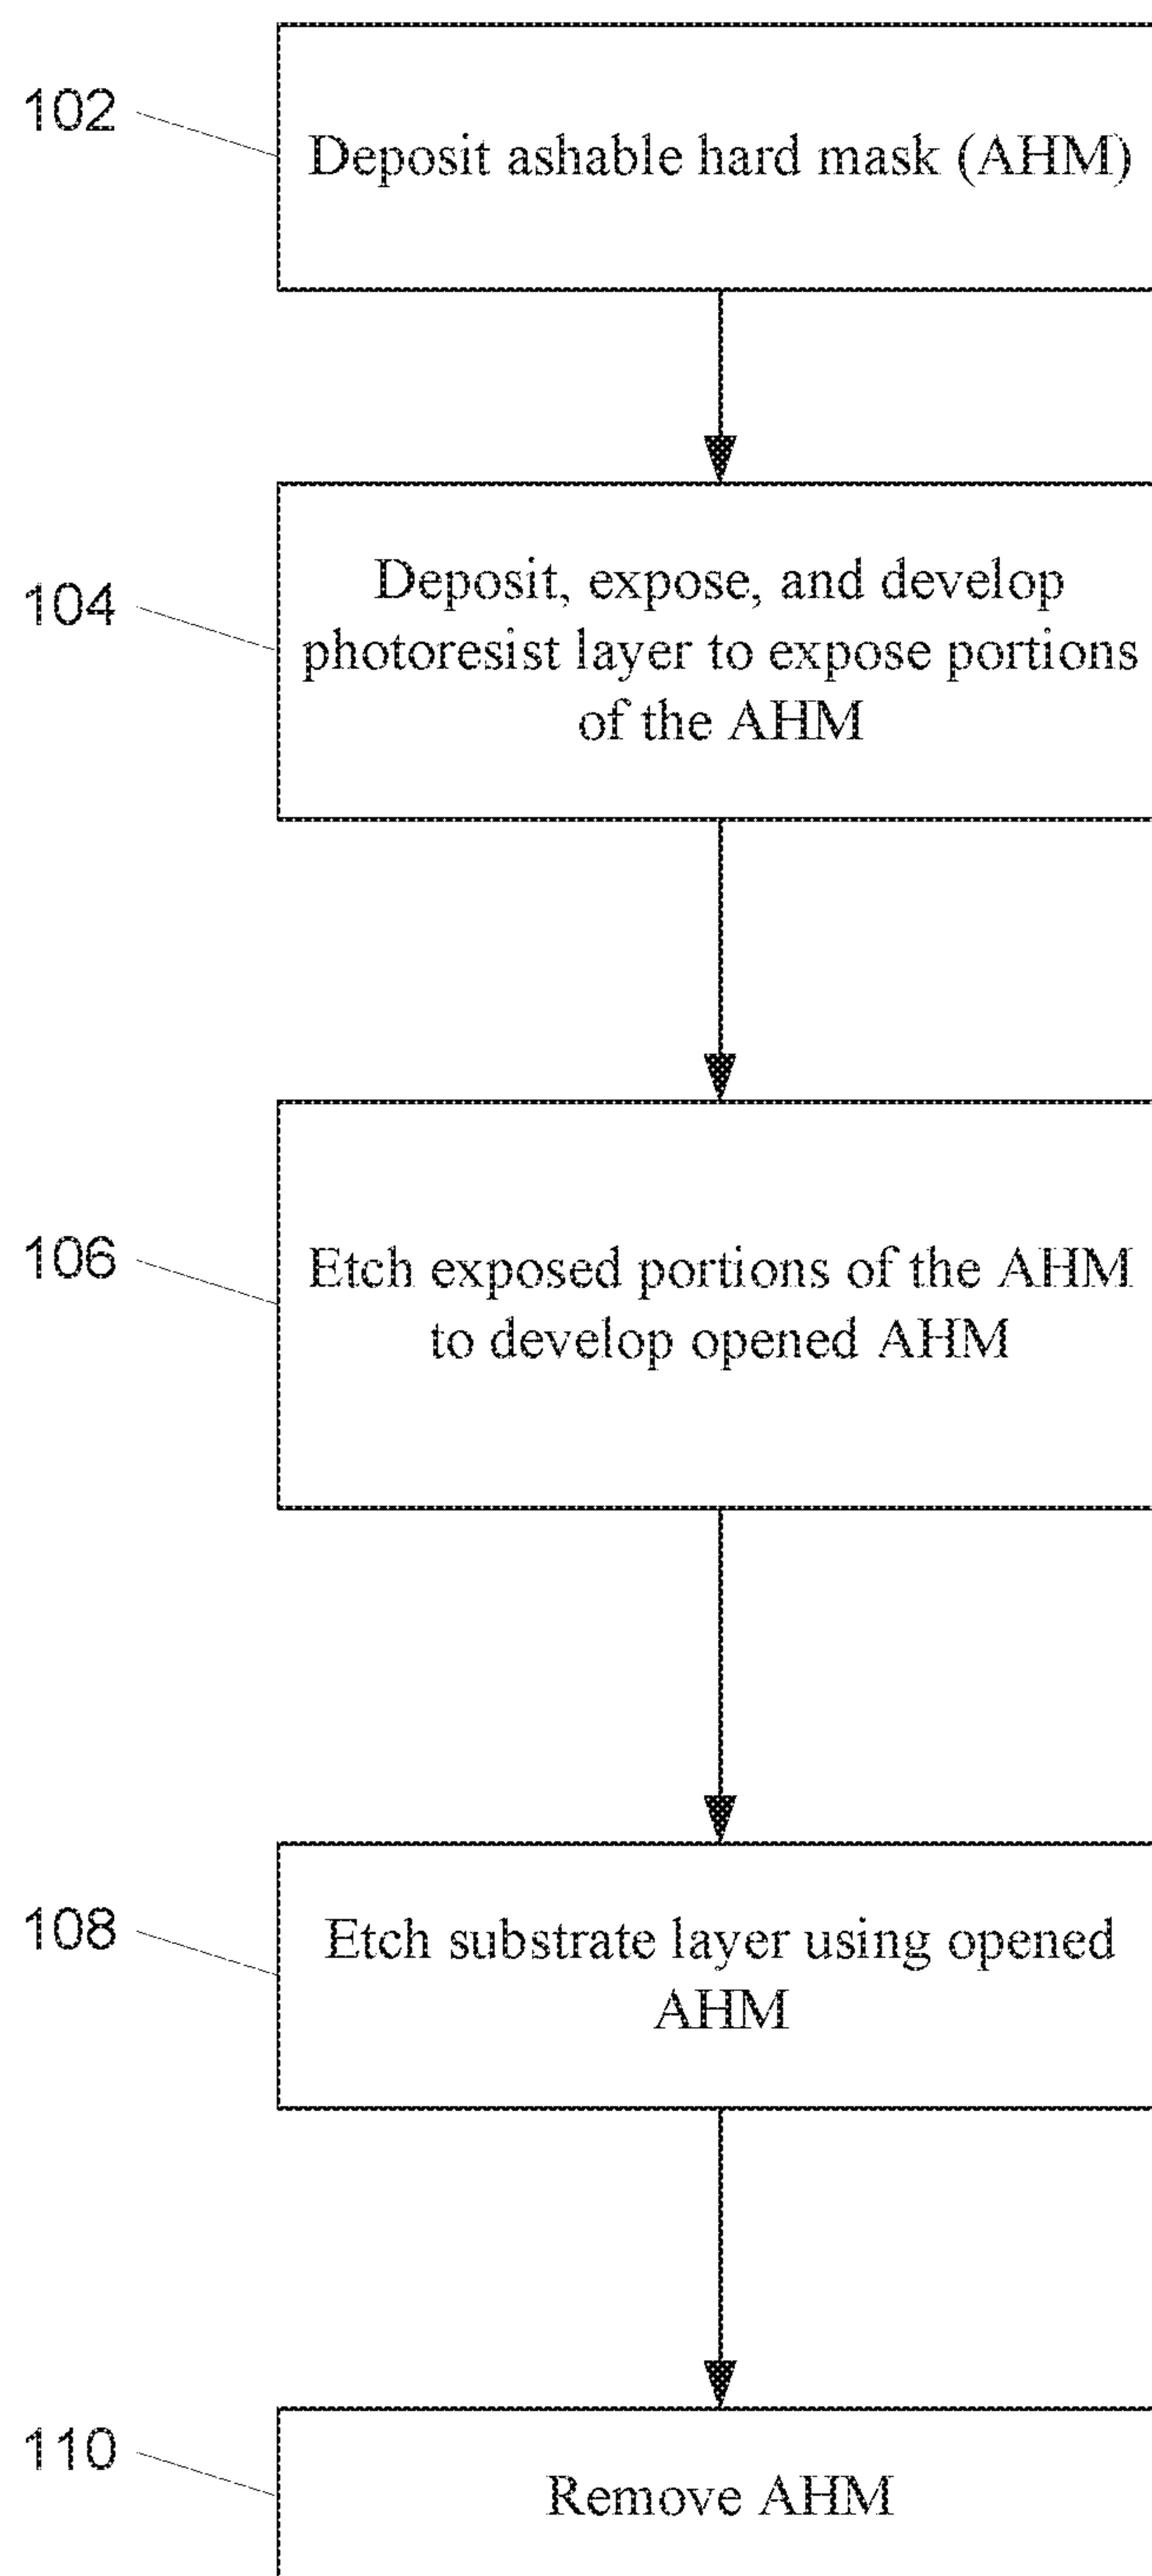 102
Deposit ashable hard mask (AHM)
104
Deposit, expose, and develop
photoresist layer to expose portions
of the AHM
106
Etch exposed portions of the AHM
to develop opened AHM
108
Etch substrate layer using opened
AHM
110
Remove AHM